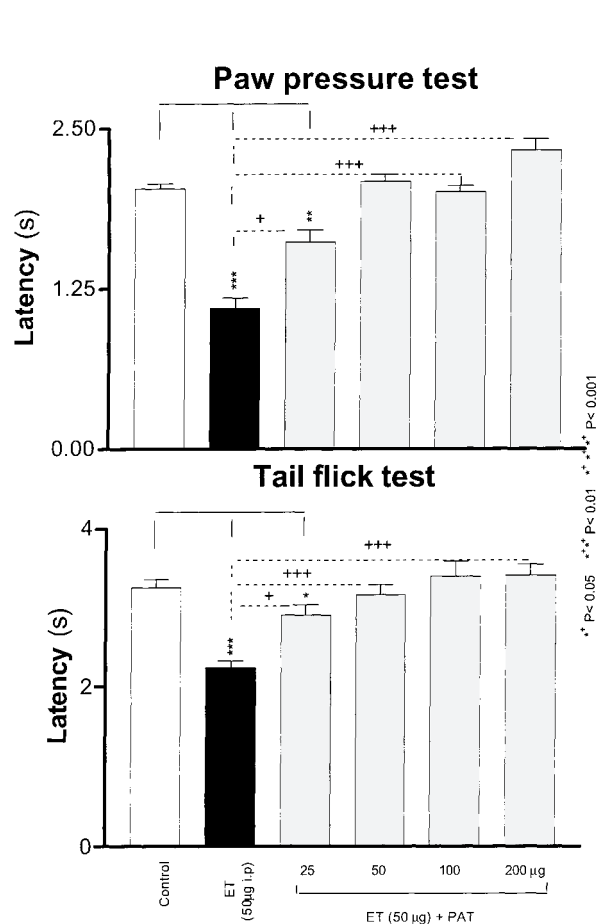 Paw pressure test
2.50
1.25
0.00
Latency (s)
+++
+++
+
**
***
Tail flick test
4
2
0
Latency (s)
+++
+++
+
*
***
Control
ET
(50µg i.p)
25
50
100
200 µg
ET (50 µg) + PAT
P< 0.05
P< 0.01
P< 0.001